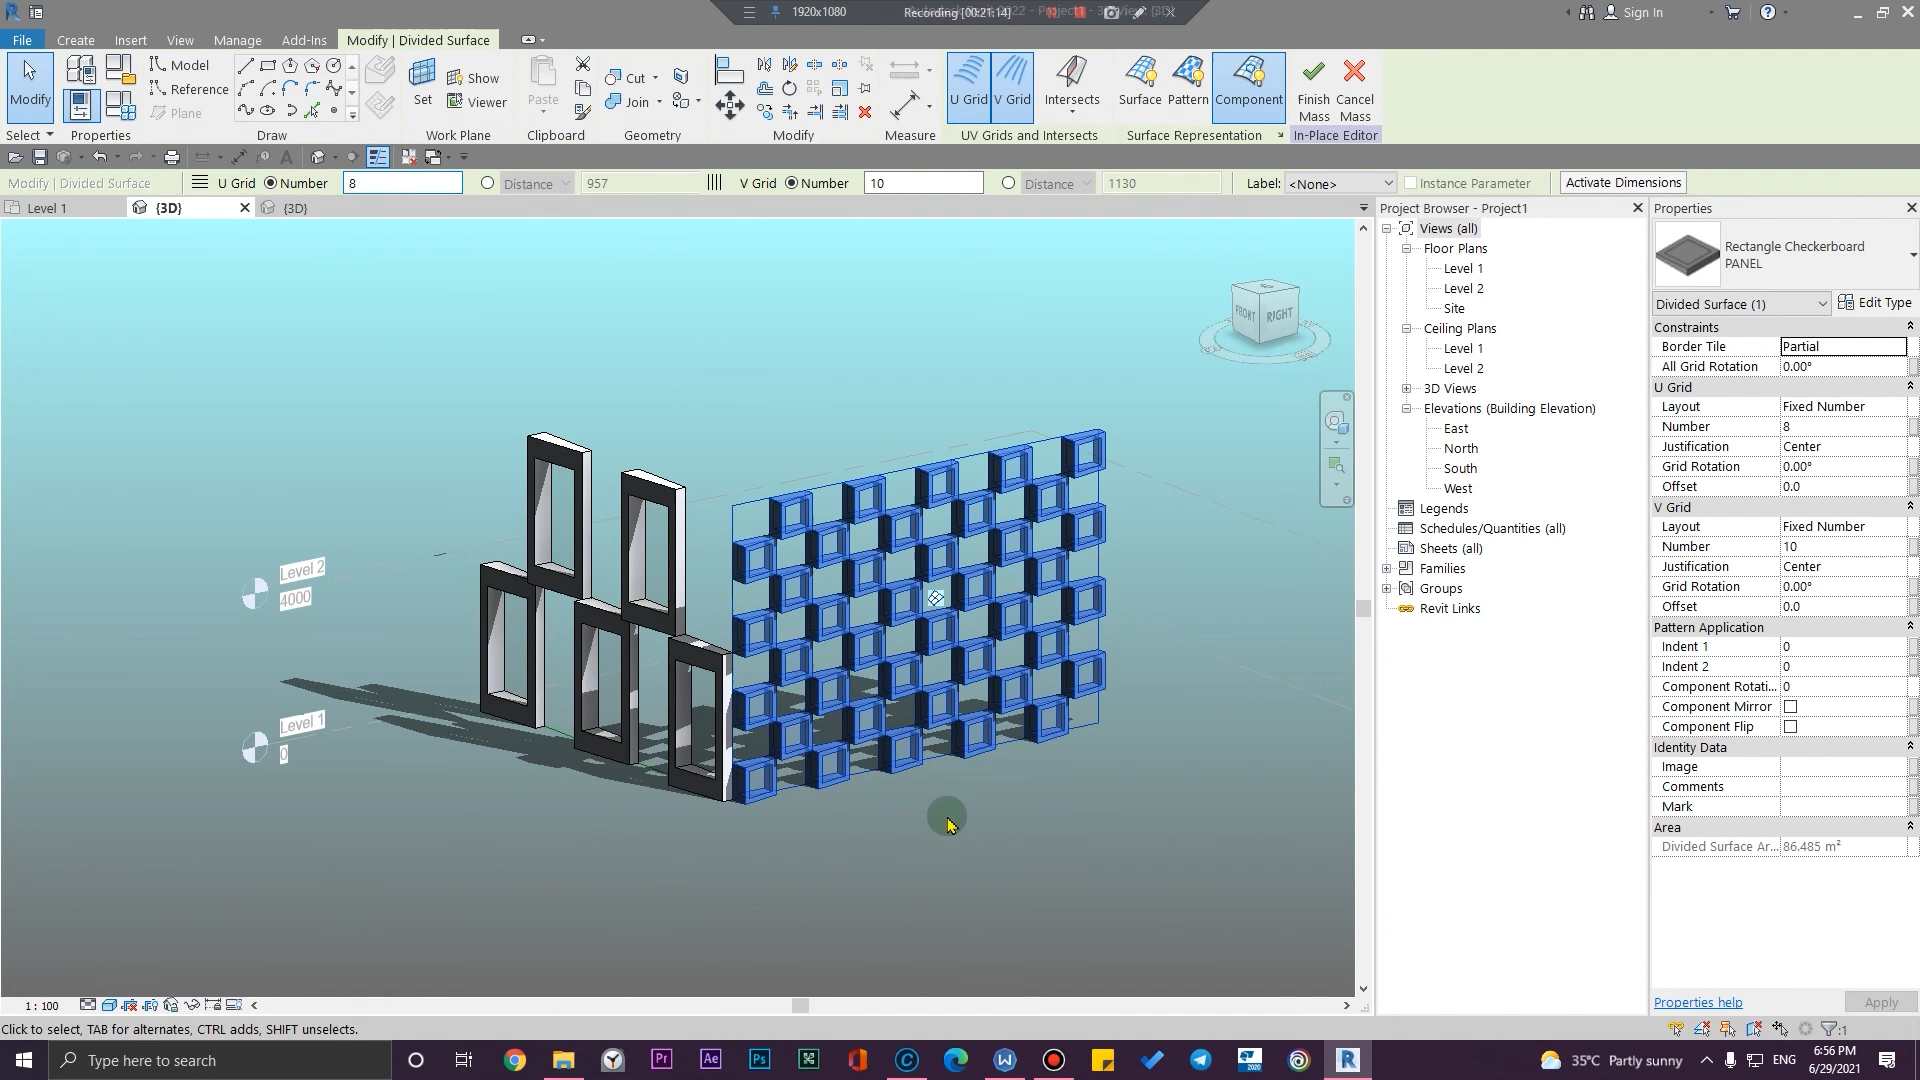 1920x1080
Recording [00:21:14]
Sign In
File
Create
Insert
View
Manage
Add-Ins
Modify | Divided Surface
Modify
Select
Properties
Model
Reference
Plane
Draw
Set
Show
Viewer
Work Plane
Paste
Clipboard
Cut
Join
Geometry
Modify
Measure
U Grid
V Grid
Intersects
UV Grids and Intersects
Surface
Pattern
Component
Surface Representation
Finish Mass
Cancel Mass
In-Place Editor
Modify | Divided Surface
U Grid
Number
8
Distance
957
V Grid
Number
10
Distance
1130
Label:
<None>
Instance Parameter
Activate Dimensions
Level 1
{3D}
{3D}
FRONT
RIGHT
Level 2
4000
Level 1
0
1 : 100
Project Browser - Project1
Views (all)
Floor Plans
Level 1
Level 2
Site
Ceiling Plans
Level 1
Level 2
3D Views
Elevations (Building Elevation)
East
North
South
West
Legends
Schedules/Quantities (all)
Sheets (all)
Families
Groups
Revit Links
Properties
Rectangle Checkerboard
PANEL
Divided Surface (1)
Edit Type
Constraints
Border Tile Partial
All Grid Rotation 0.00°
U Grid
Layout Fixed Number
Number 8
Justification Center
Grid Rotation 0.00°
Offset 0.0
V Grid
Layout Fixed Number
Number 10
Justification Center
Grid Rotation 0.00°
Offset 0.0
Pattern Application
Indent 1 0
Indent 2 0
Component Rotati... 0
Component Mirror
Component Flip
Identity Data
Image
Comments
Mark
Area
Divided Surface Ar... 86.485 m²
Properties help
Apply
Click to select, TAB for alternates, CTRL adds, SHIFT unselects.
:1
Type here to search
35°C Partly sunny
ENG
6:56 PM
6/29/2021